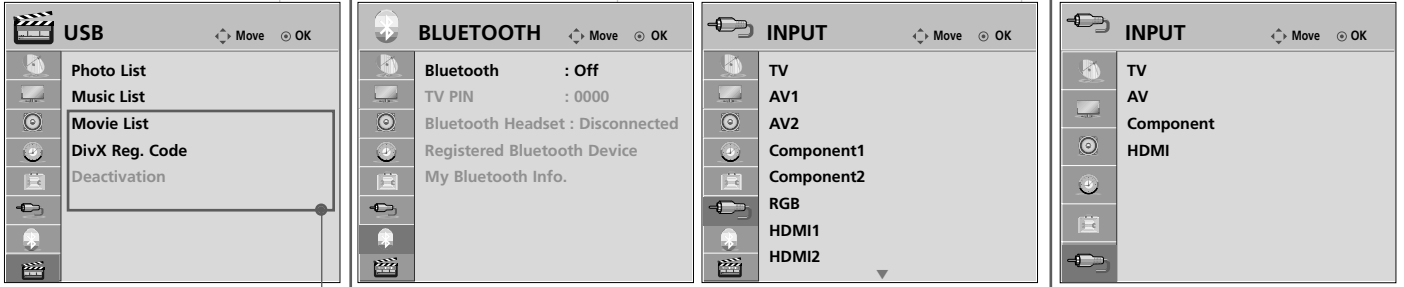 USB Move OK
Photo List
Music List
Movie List
DivX Reg. Code
Deactivation
BLUETOOTH Move OK
Bluetooth : Off
TV PIN : 0000
Bluetooth Headset : Disconnected
Registered Bluetooth Device
My Bluetooth Info.
INPUT Move OK
TV
AV1
AV2
Component1
Component2
RGB
HDMI1
HDMI2
INPUT Move OK
TV
AV
Component
HDMI